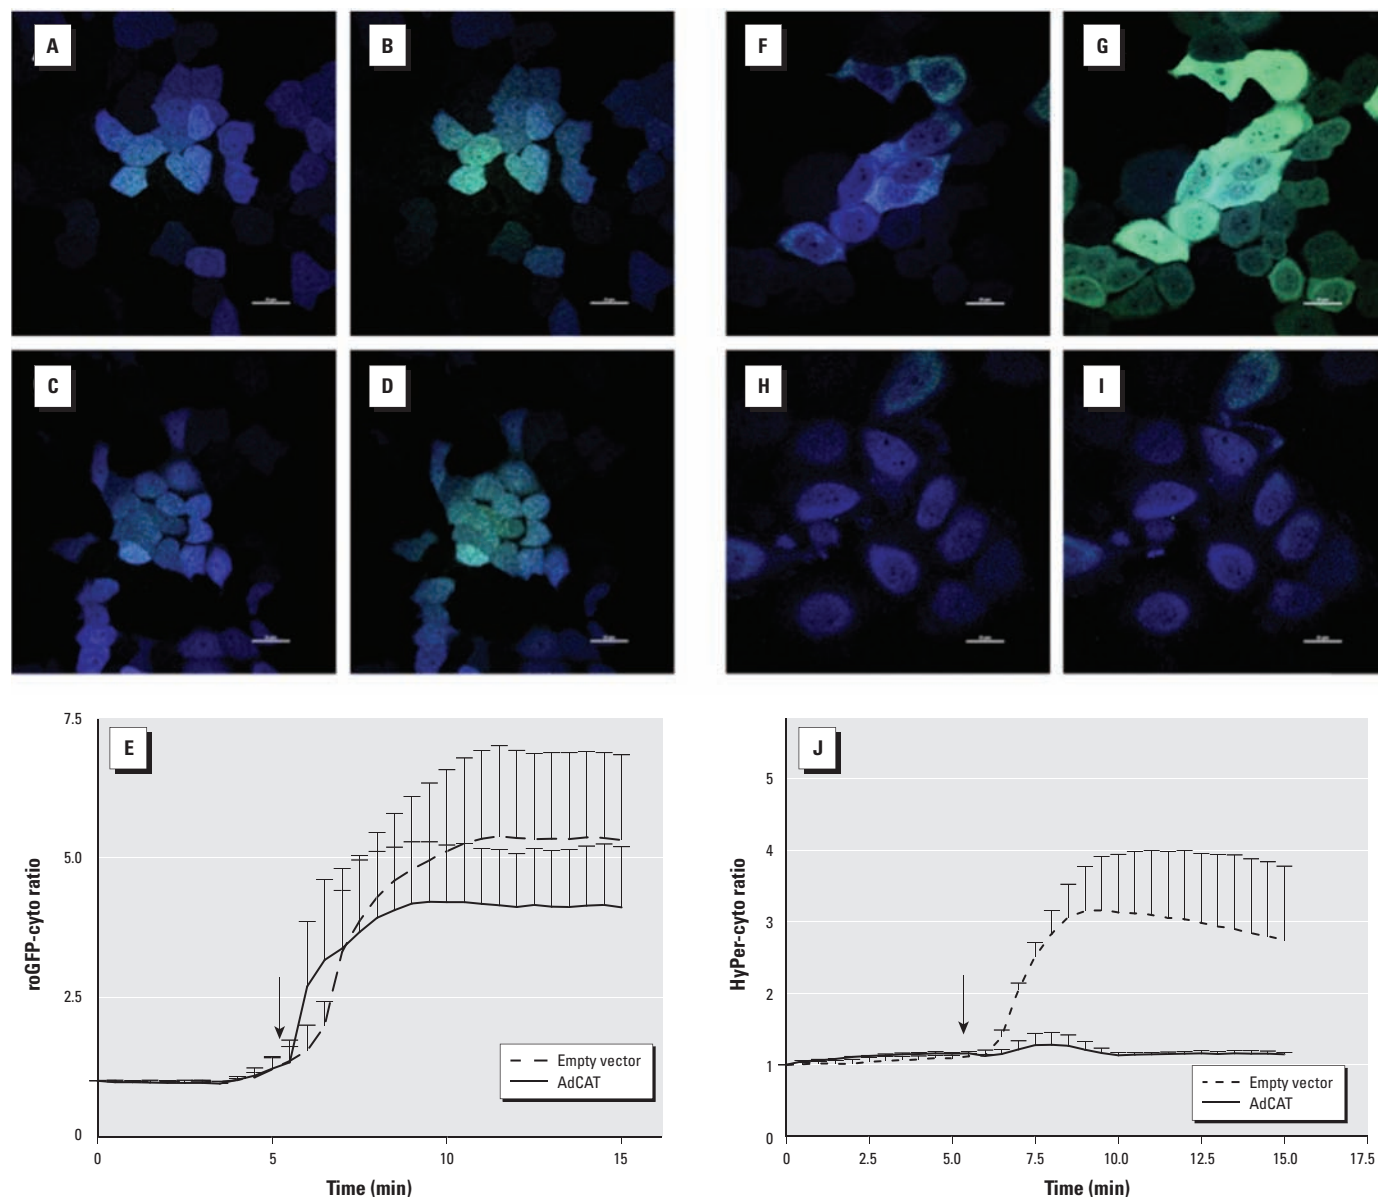 A
B
F
G
C
D
H
I
7.5
5.0
2.5
0
roGFP-cyto ratio
E
Empty vector
AdCAT
0
5
10
15
Time (min)
5
4
3
2
1
0
HyPer-cyto ratio
J
Empty vector
AdCAT
0
2.5
5.0
7.5
10.0
12.5
15.0
17.5
Time (min)